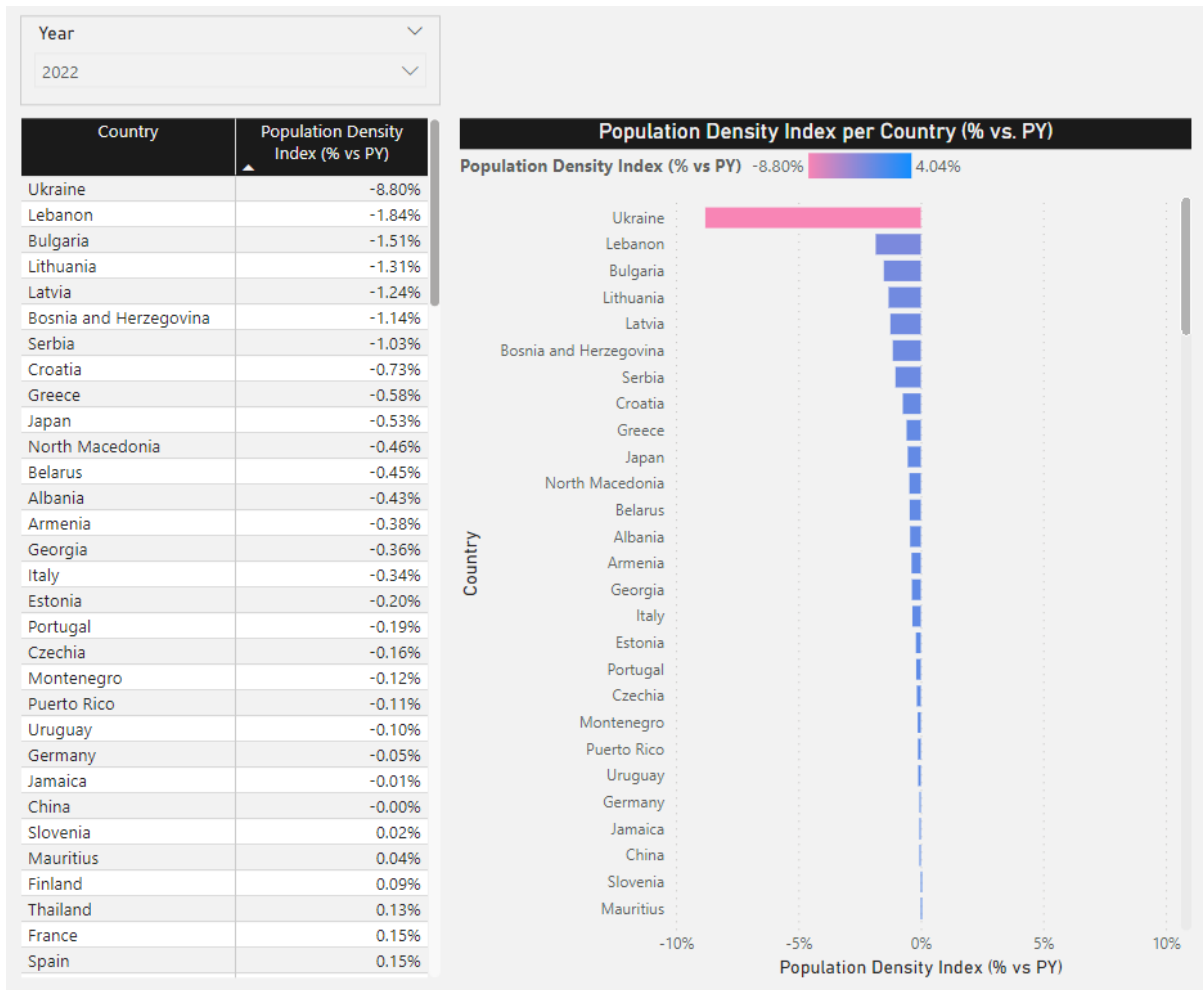 Year
2022
Country Population Density
Index (% vs PY)
Ukraine -8.80%
Lebanon -1.84%
Bulgaria -1.51%
Lithuania -1.31%
Latvia -1.24%
Bosnia and Herzegovina -1.14%
Serbia -1.03%
Croatia -0.73%
Greece -0.58%
Japan -0.53%
North Macedonia -0.46%
Belarus -0.45%
Albania -0.43%
Armenia -0.38%
Georgia -0.36%
Italy -0.34%
Estonia -0.20%
Portugal -0.19%
Czechia -0.16%
Montenegro -0.12%
Puerto Rico -0.11%
Uruguay -0.10%
Germany -0.05%
Jamaica -0.01%
China -0.00%
Slovenia 0.02%
Mauritius 0.04%
Finland 0.09%
Thailand 0.13%
France 0.15%
Spain 0.15%
Population Density Index per Country (% vs. PY)
Population Density Index (% vs PY) -8.80% 4.04%
Country
Ukraine
Lebanon
Bulgaria
Lithuania
Latvia
Bosnia and Herzegovina
Serbia
Croatia
Greece
Japan
North Macedonia
Belarus
Albania
Armenia
Georgia
Italy
Estonia
Portugal
Czechia
Montenegro
Puerto Rico
Uruguay
Germany
Jamaica
China
Slovenia
Mauritius
-10% -5% 0% 5% 10%
Population Density Index (% vs PY)